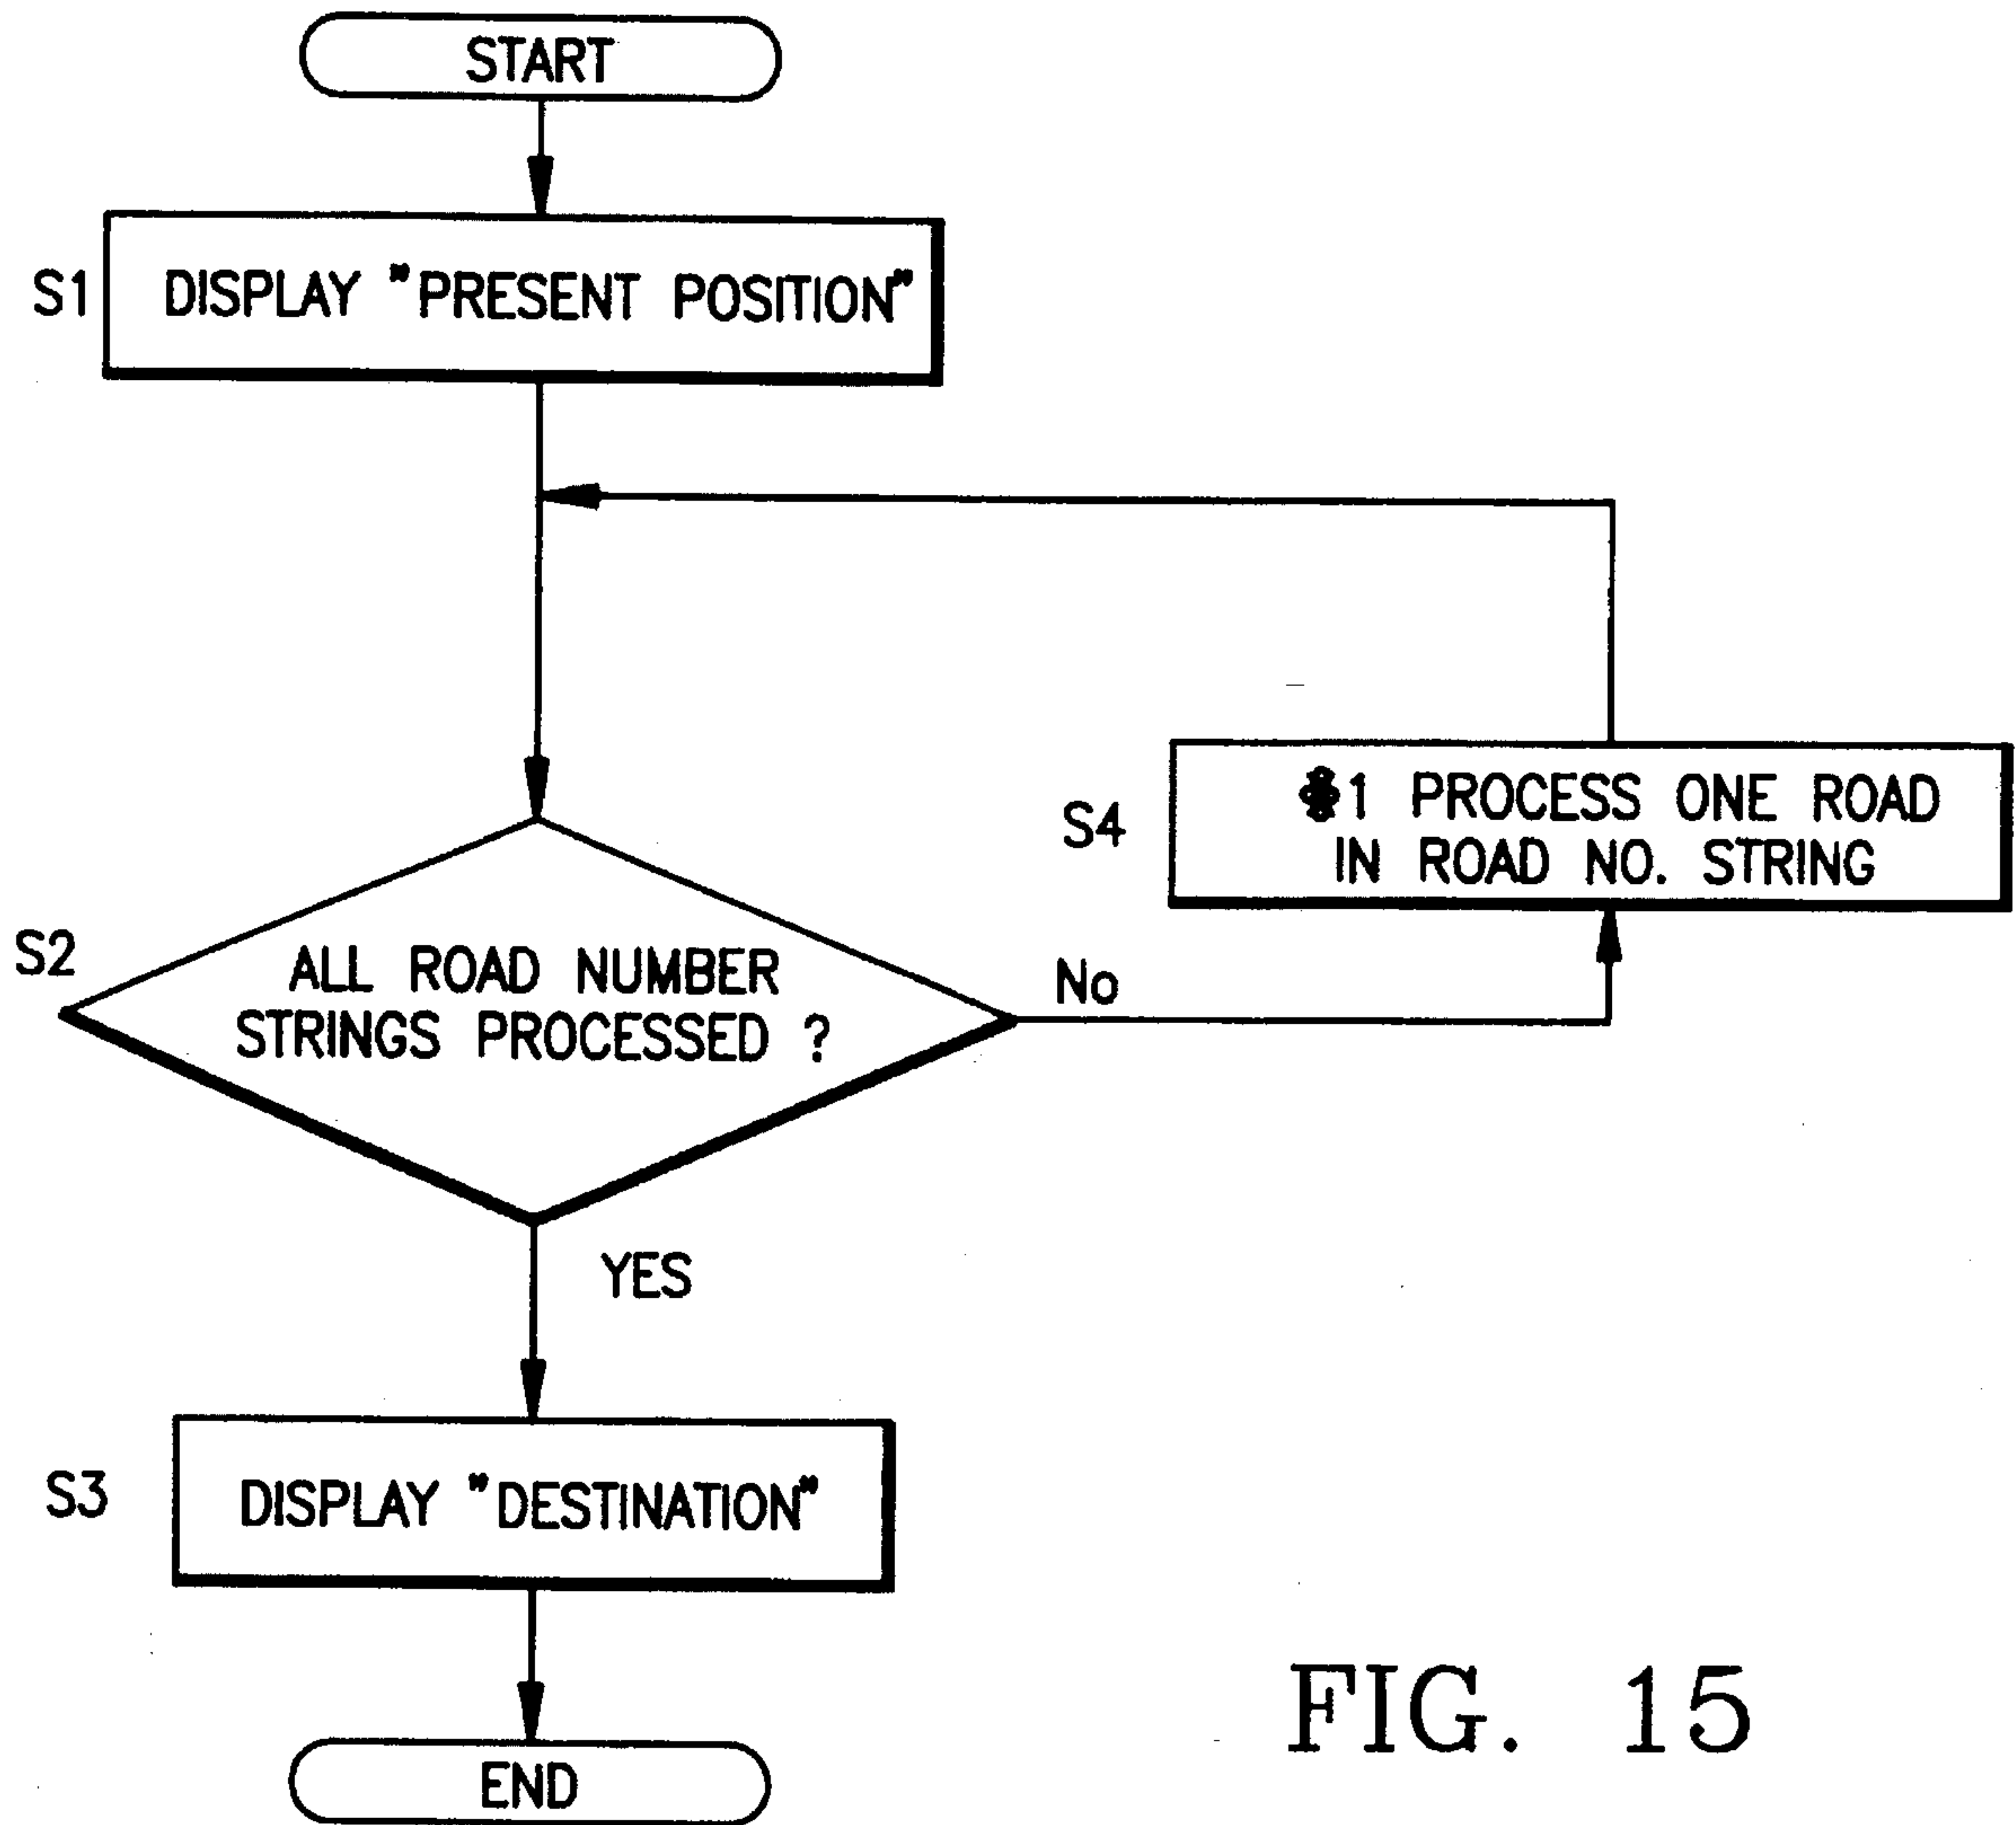 START
S1
DISPLAY "PRESENT POSITION"
S4
*1 PROCESS ONE ROAD
IN ROAD NO. STRING
S2
ALL ROAD NUMBER
STRINGS PROCESSED ?
No
YES
S3
DISPLAY "DESTINATION"
END
FIG. 15